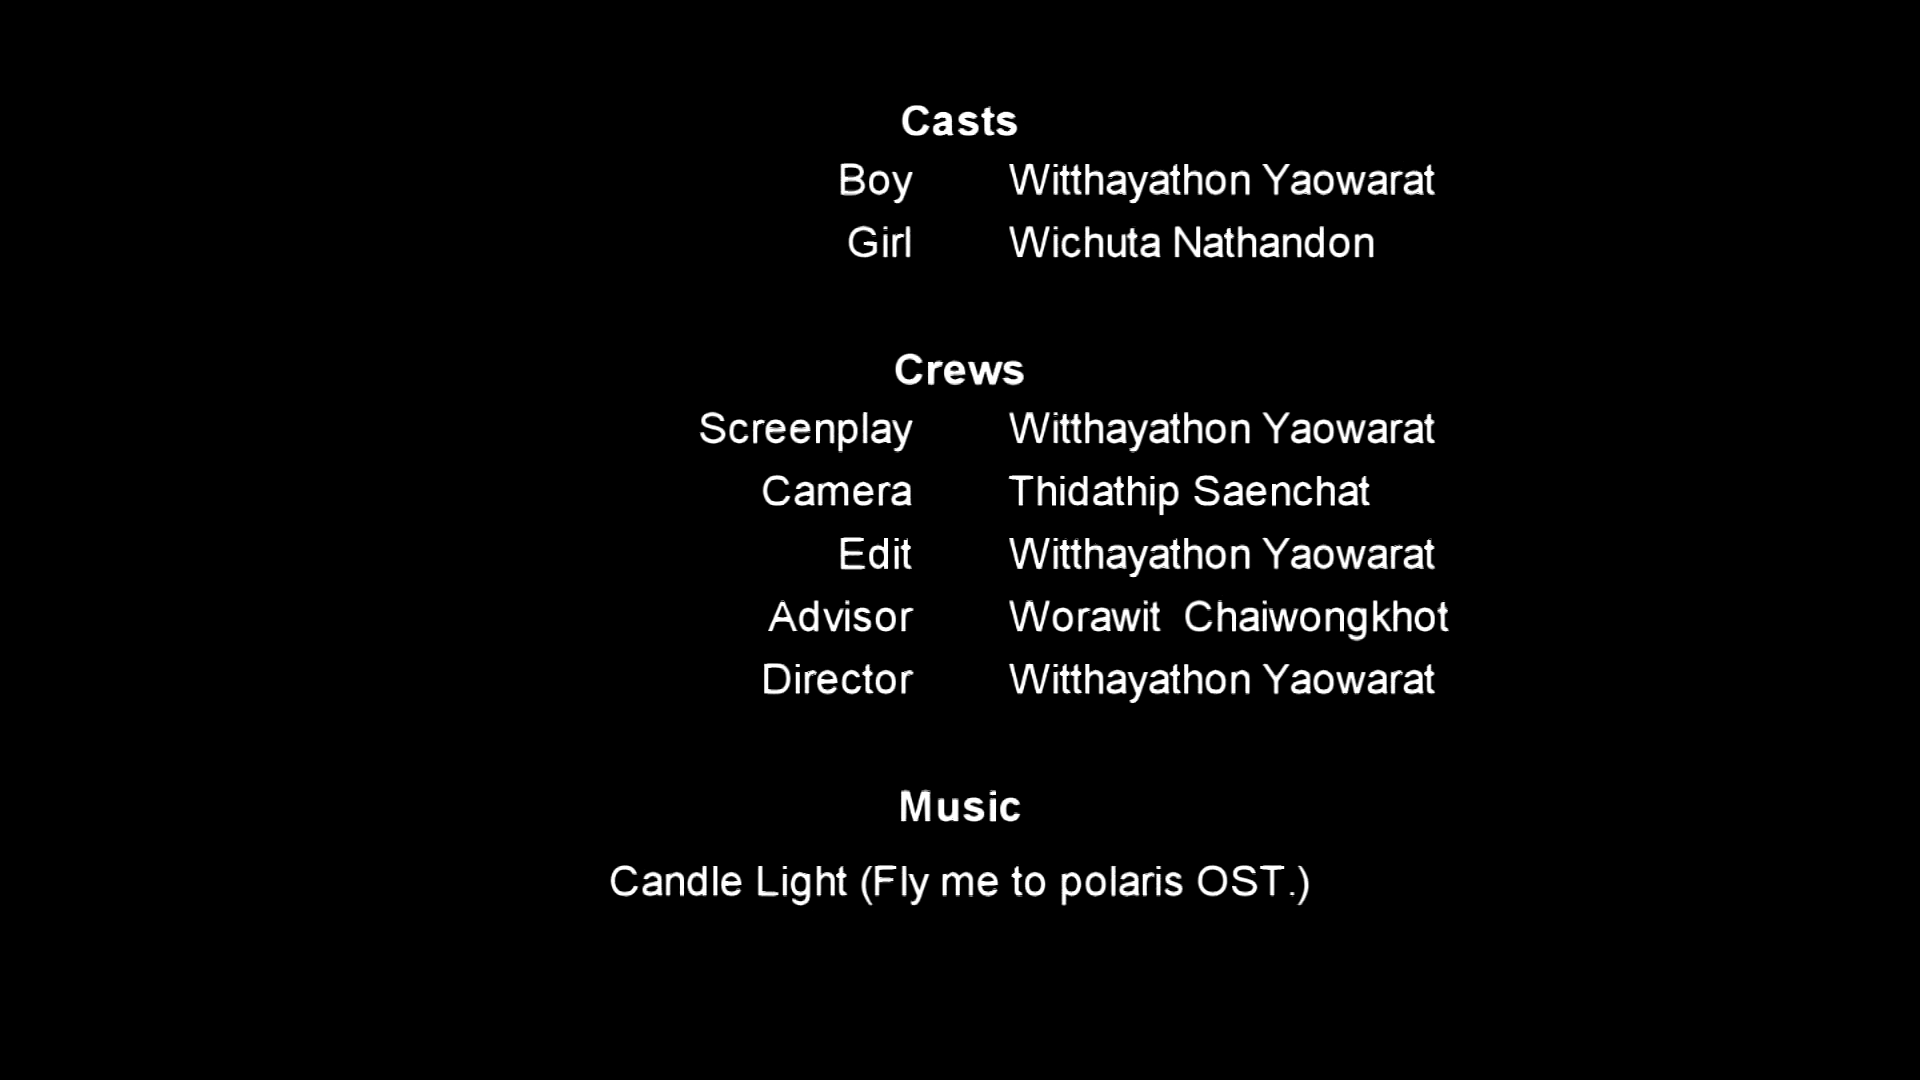 Casts
Boy Witthayathon Yaowarat
Girl Wichuta Nathandon
Crews
Screenplay Witthayathon Yaowarat
Camera Thidathip Saenchat
Edit Witthayathon Yaowarat
Advisor Worawit  Chaiwongkhot
Director Witthayathon Yaowarat
Music
Candle Light (Fly me to polaris OST.)